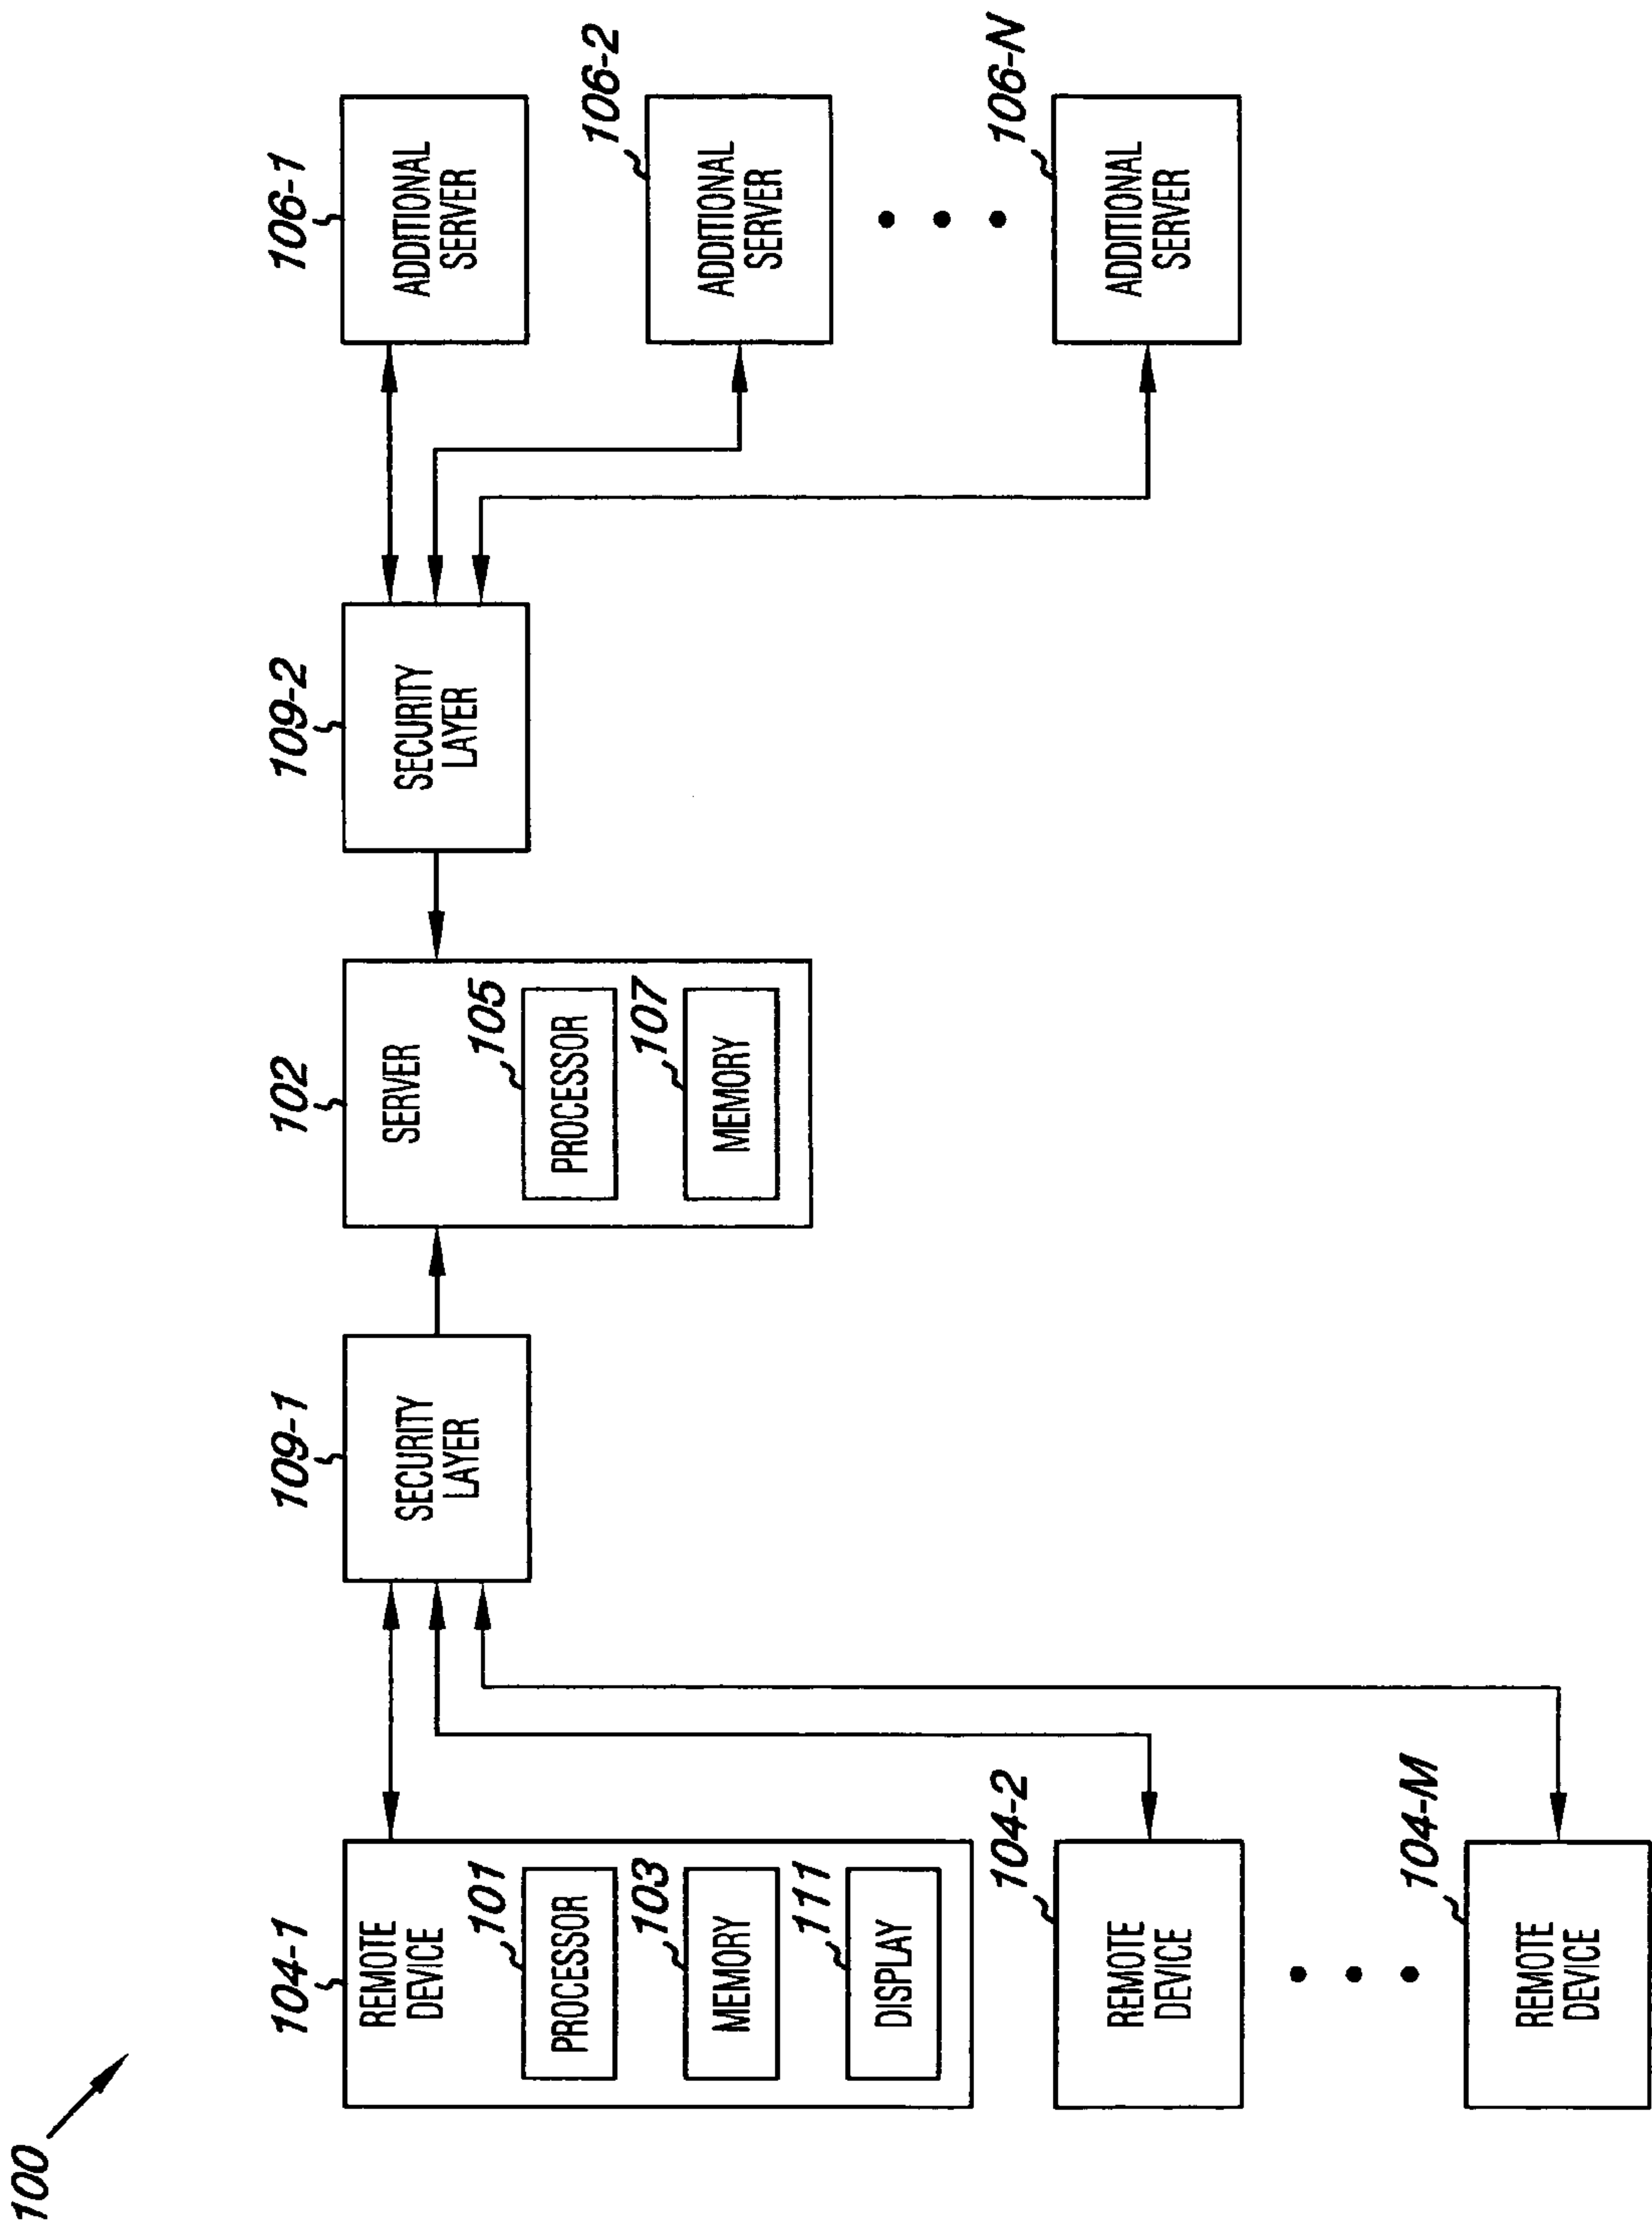 100
104-1
REMOTE
DEVICE
101
PROCESSOR
103
MEMORY
111
DISPLAY
104-2
REMOTE
DEVICE
104-M
REMOTE
DEVICE
109-1
SECURITY
LAYER
102
SERVER
105
PROCESSOR
107
MEMORY
109-2
SECURITY
LAYER
106-1
ADDITIONAL
SERVER
106-2
ADDITIONAL
SERVER
106-N
ADDITIONAL
SERVER